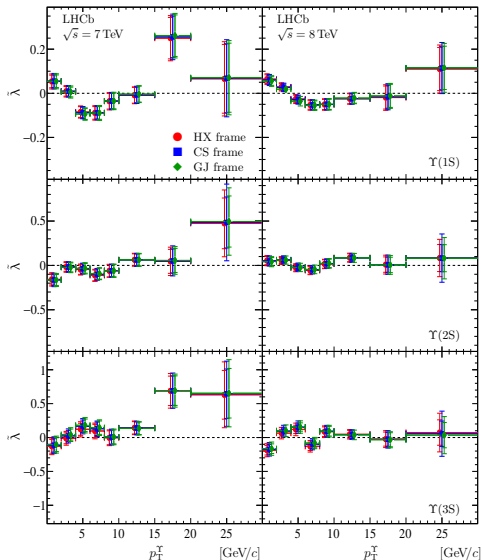 LHCb
√s = 7 TeV
LHCb
√s = 8 TeV
0.2
0
−0.2
λ̃
HX frame
CS frame
GJ frame
Υ(1S)
0.5
0
−0.5
λ̃
Υ(2S)
1
0.5
0
−0.5
−1
λ̃
Υ(3S)
0 5 10 15 20 25
5 10 15 20 25
p_T^Υ [GeV/c]
p_T^Υ [GeV/c]